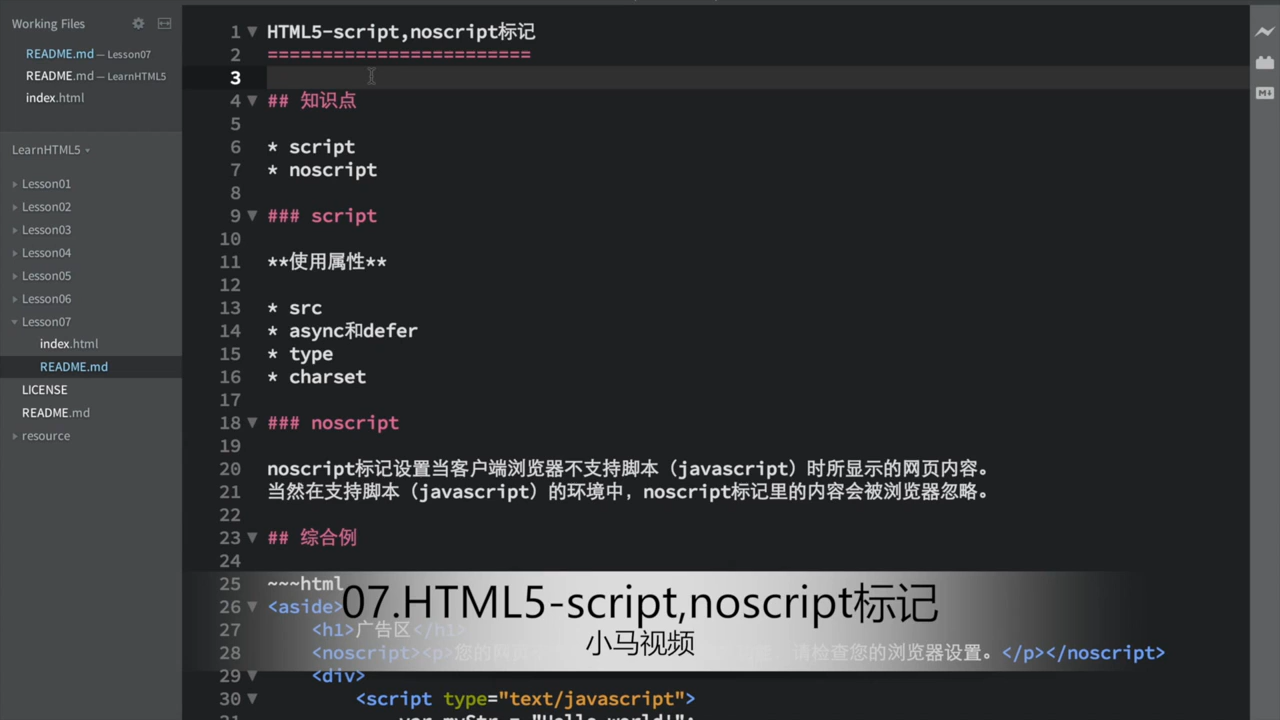 Working Files
README.md — Lesson07
README.md — LearnHTML5
index.html
LearnHTML5
Lesson01
Lesson02
Lesson03
Lesson04
Lesson05
Lesson06
Lesson07
index.html
README.md
LICENSE
README.md
resource
1 HTML5-script,noscript标记
2 ========================
3
4 ## 知识点
5
6 * script
7 * noscript
8
9 ### script
10
11 **使用属性**
12
13 * src
14 * async和defer
15 * type
16 * charset
17
18 ### noscript
19
20 noscript标记设置当客户端浏览器不支持脚本（javascript）时所显示的网页内容。
21 当然在支持脚本（javascript）的环境中，noscript标记里的内容会被浏览器忽略。
22
23 ## 综合例
24
25 ~~~html
26 <aside>
27 <h1>广告区</h1>
28 <noscript><p>您的网页 请检查您的浏览器设置。</p></noscript>
29 <div>
30 <script type="text/javascript">
31 var myStr = "Hello world!";
07.HTML5-script,noscript标记
小马视频
M↓